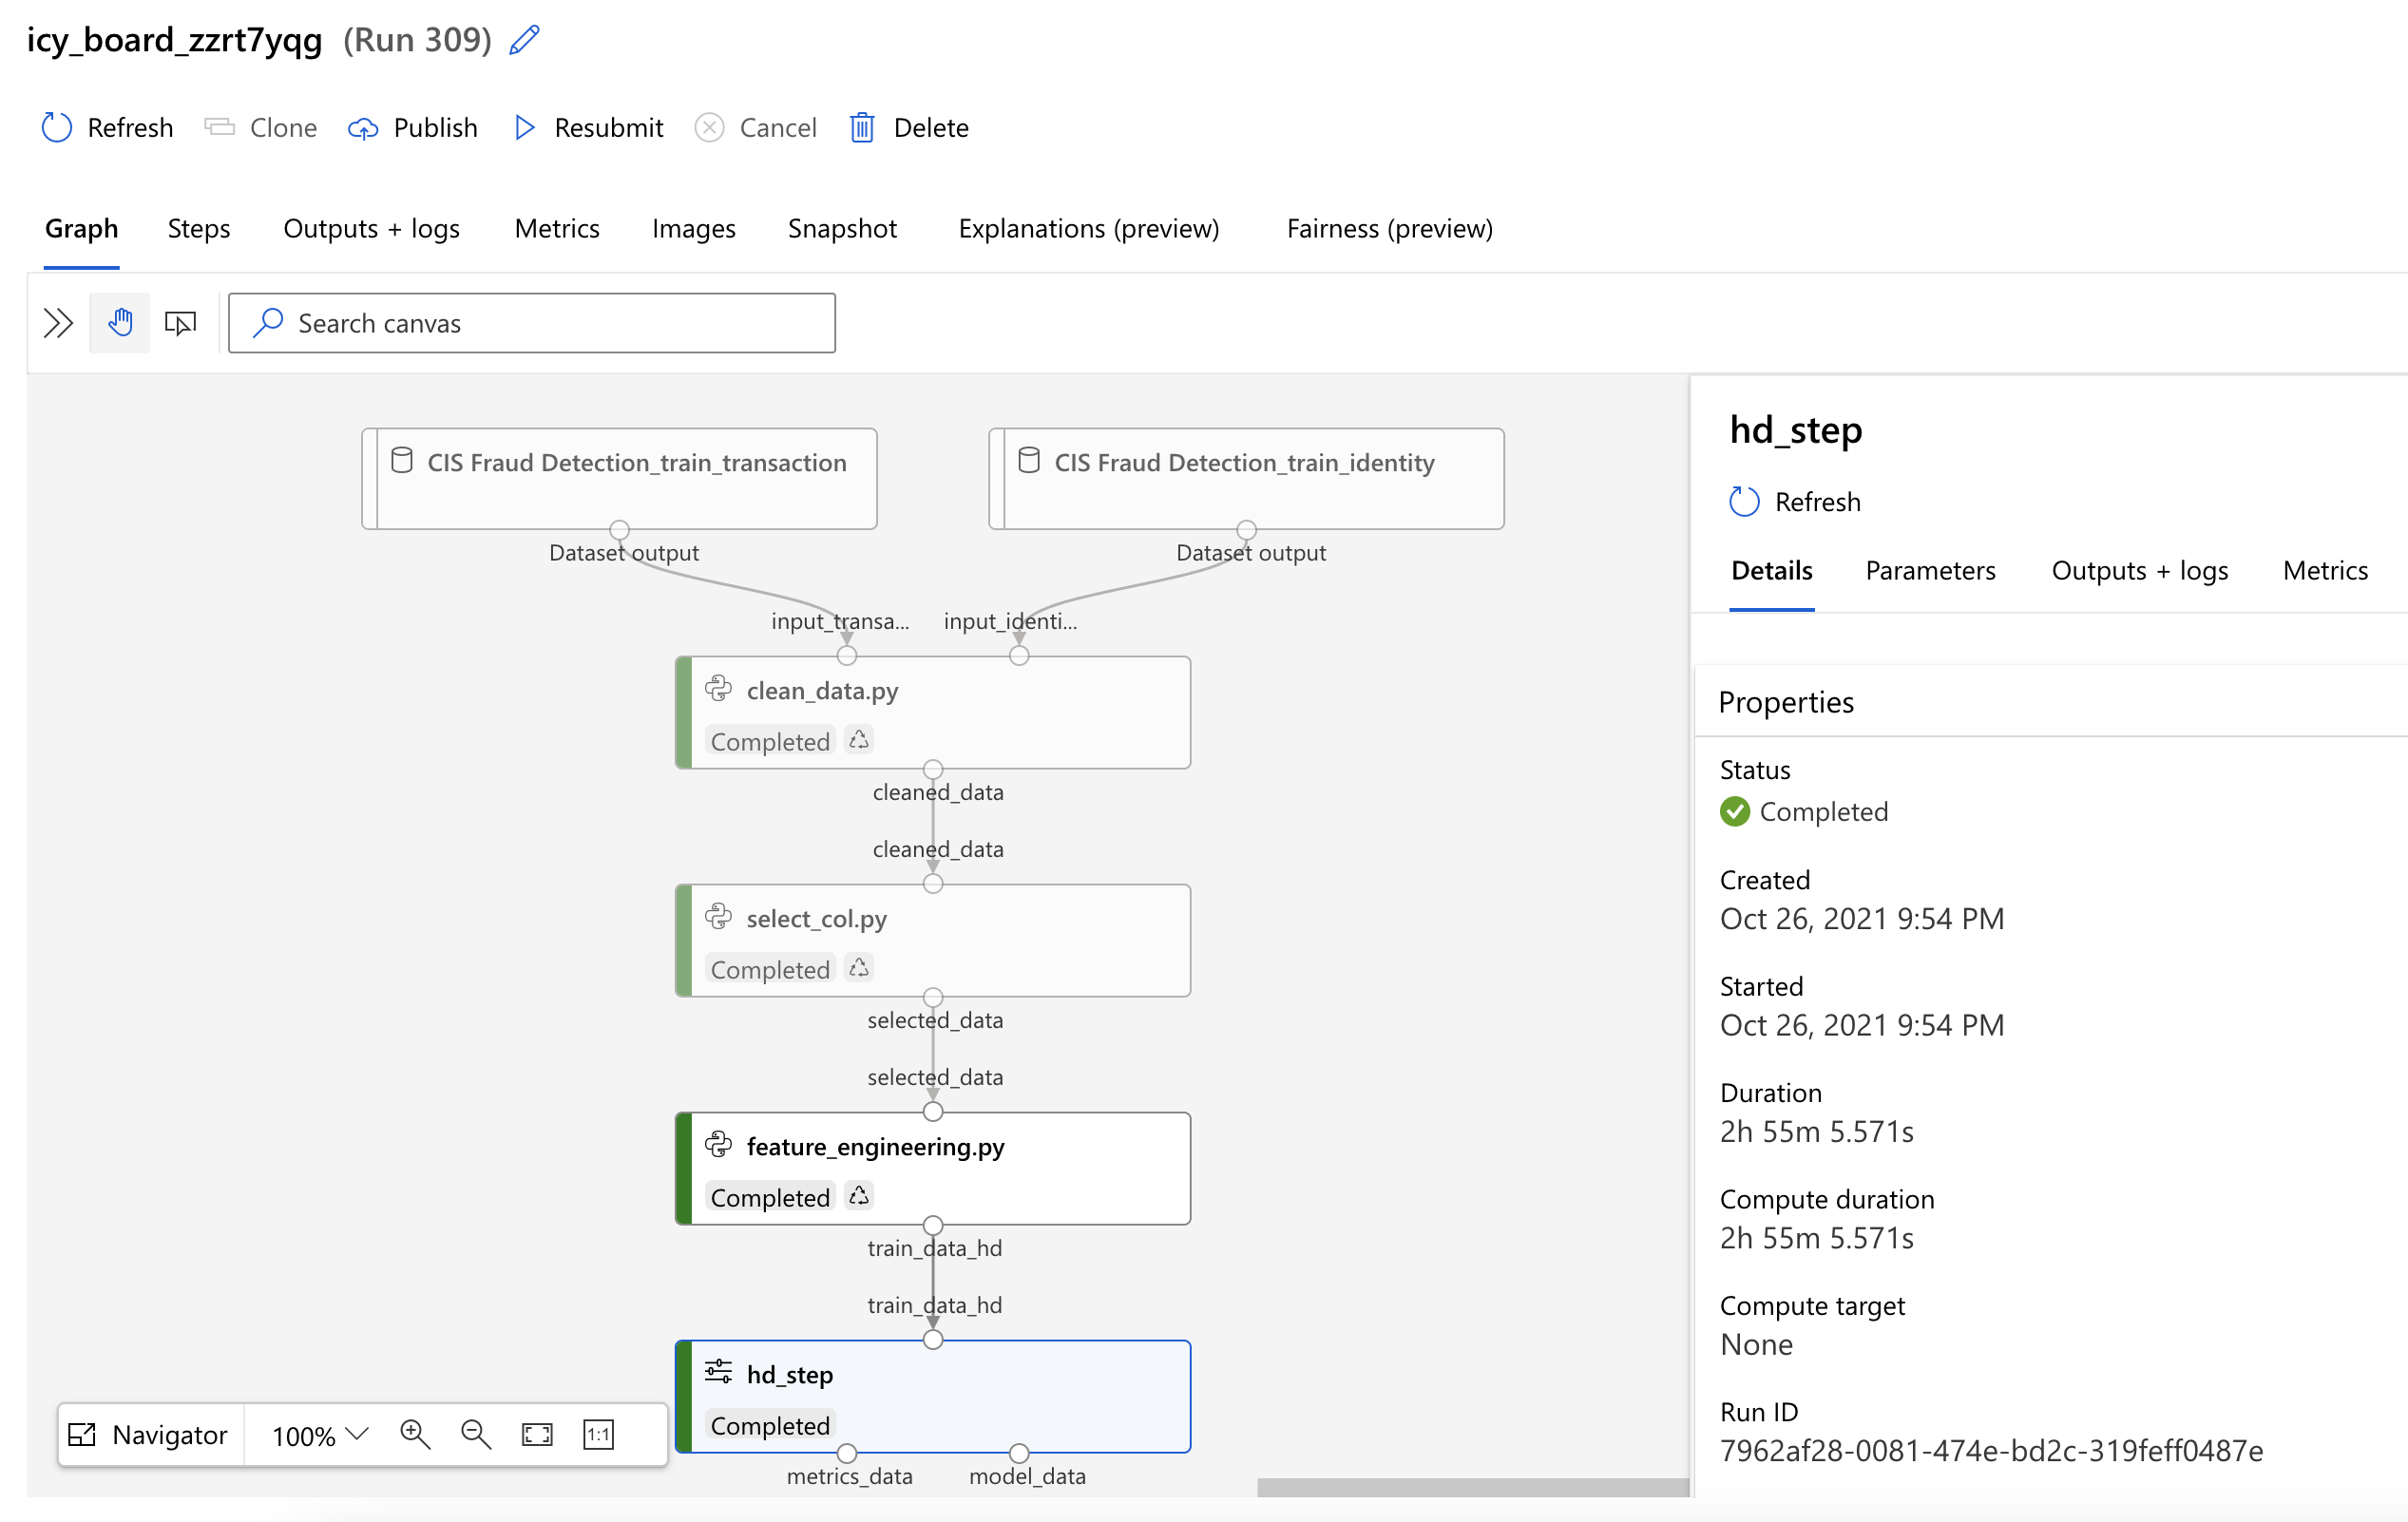 icy_board_zzrt7yqg (Run 309)
Refresh Clone Publish Resubmit Cancel Delete
Graph Steps Outputs + logs Metrics Images Snapshot Explanations (preview) Fairness (preview)
Search canvas
CIS Fraud Detection_train_transaction
CIS Fraud Detection_train_identity
Dataset output
Dataset output
input_transa...
input_identi...
clean_data.py
Completed
cleaned_data
cleaned_data
select_col.py
Completed
selected_data
selected_data
feature_engineering.py
Completed
train_data_hd
train_data_hd
hd_step
Completed
metrics_data
model_data
Navigator 100% 1:1
hd_step
Refresh
Details Parameters Outputs + logs Metrics
Properties
Status
Completed
Created
Oct 26, 2021 9:54 PM
Started
Oct 26, 2021 9:54 PM
Duration
2h 55m 5.571s
Compute duration
2h 55m 5.571s
Compute target
None
Run ID
7962af28-0081-474e-bd2c-319feff0487e